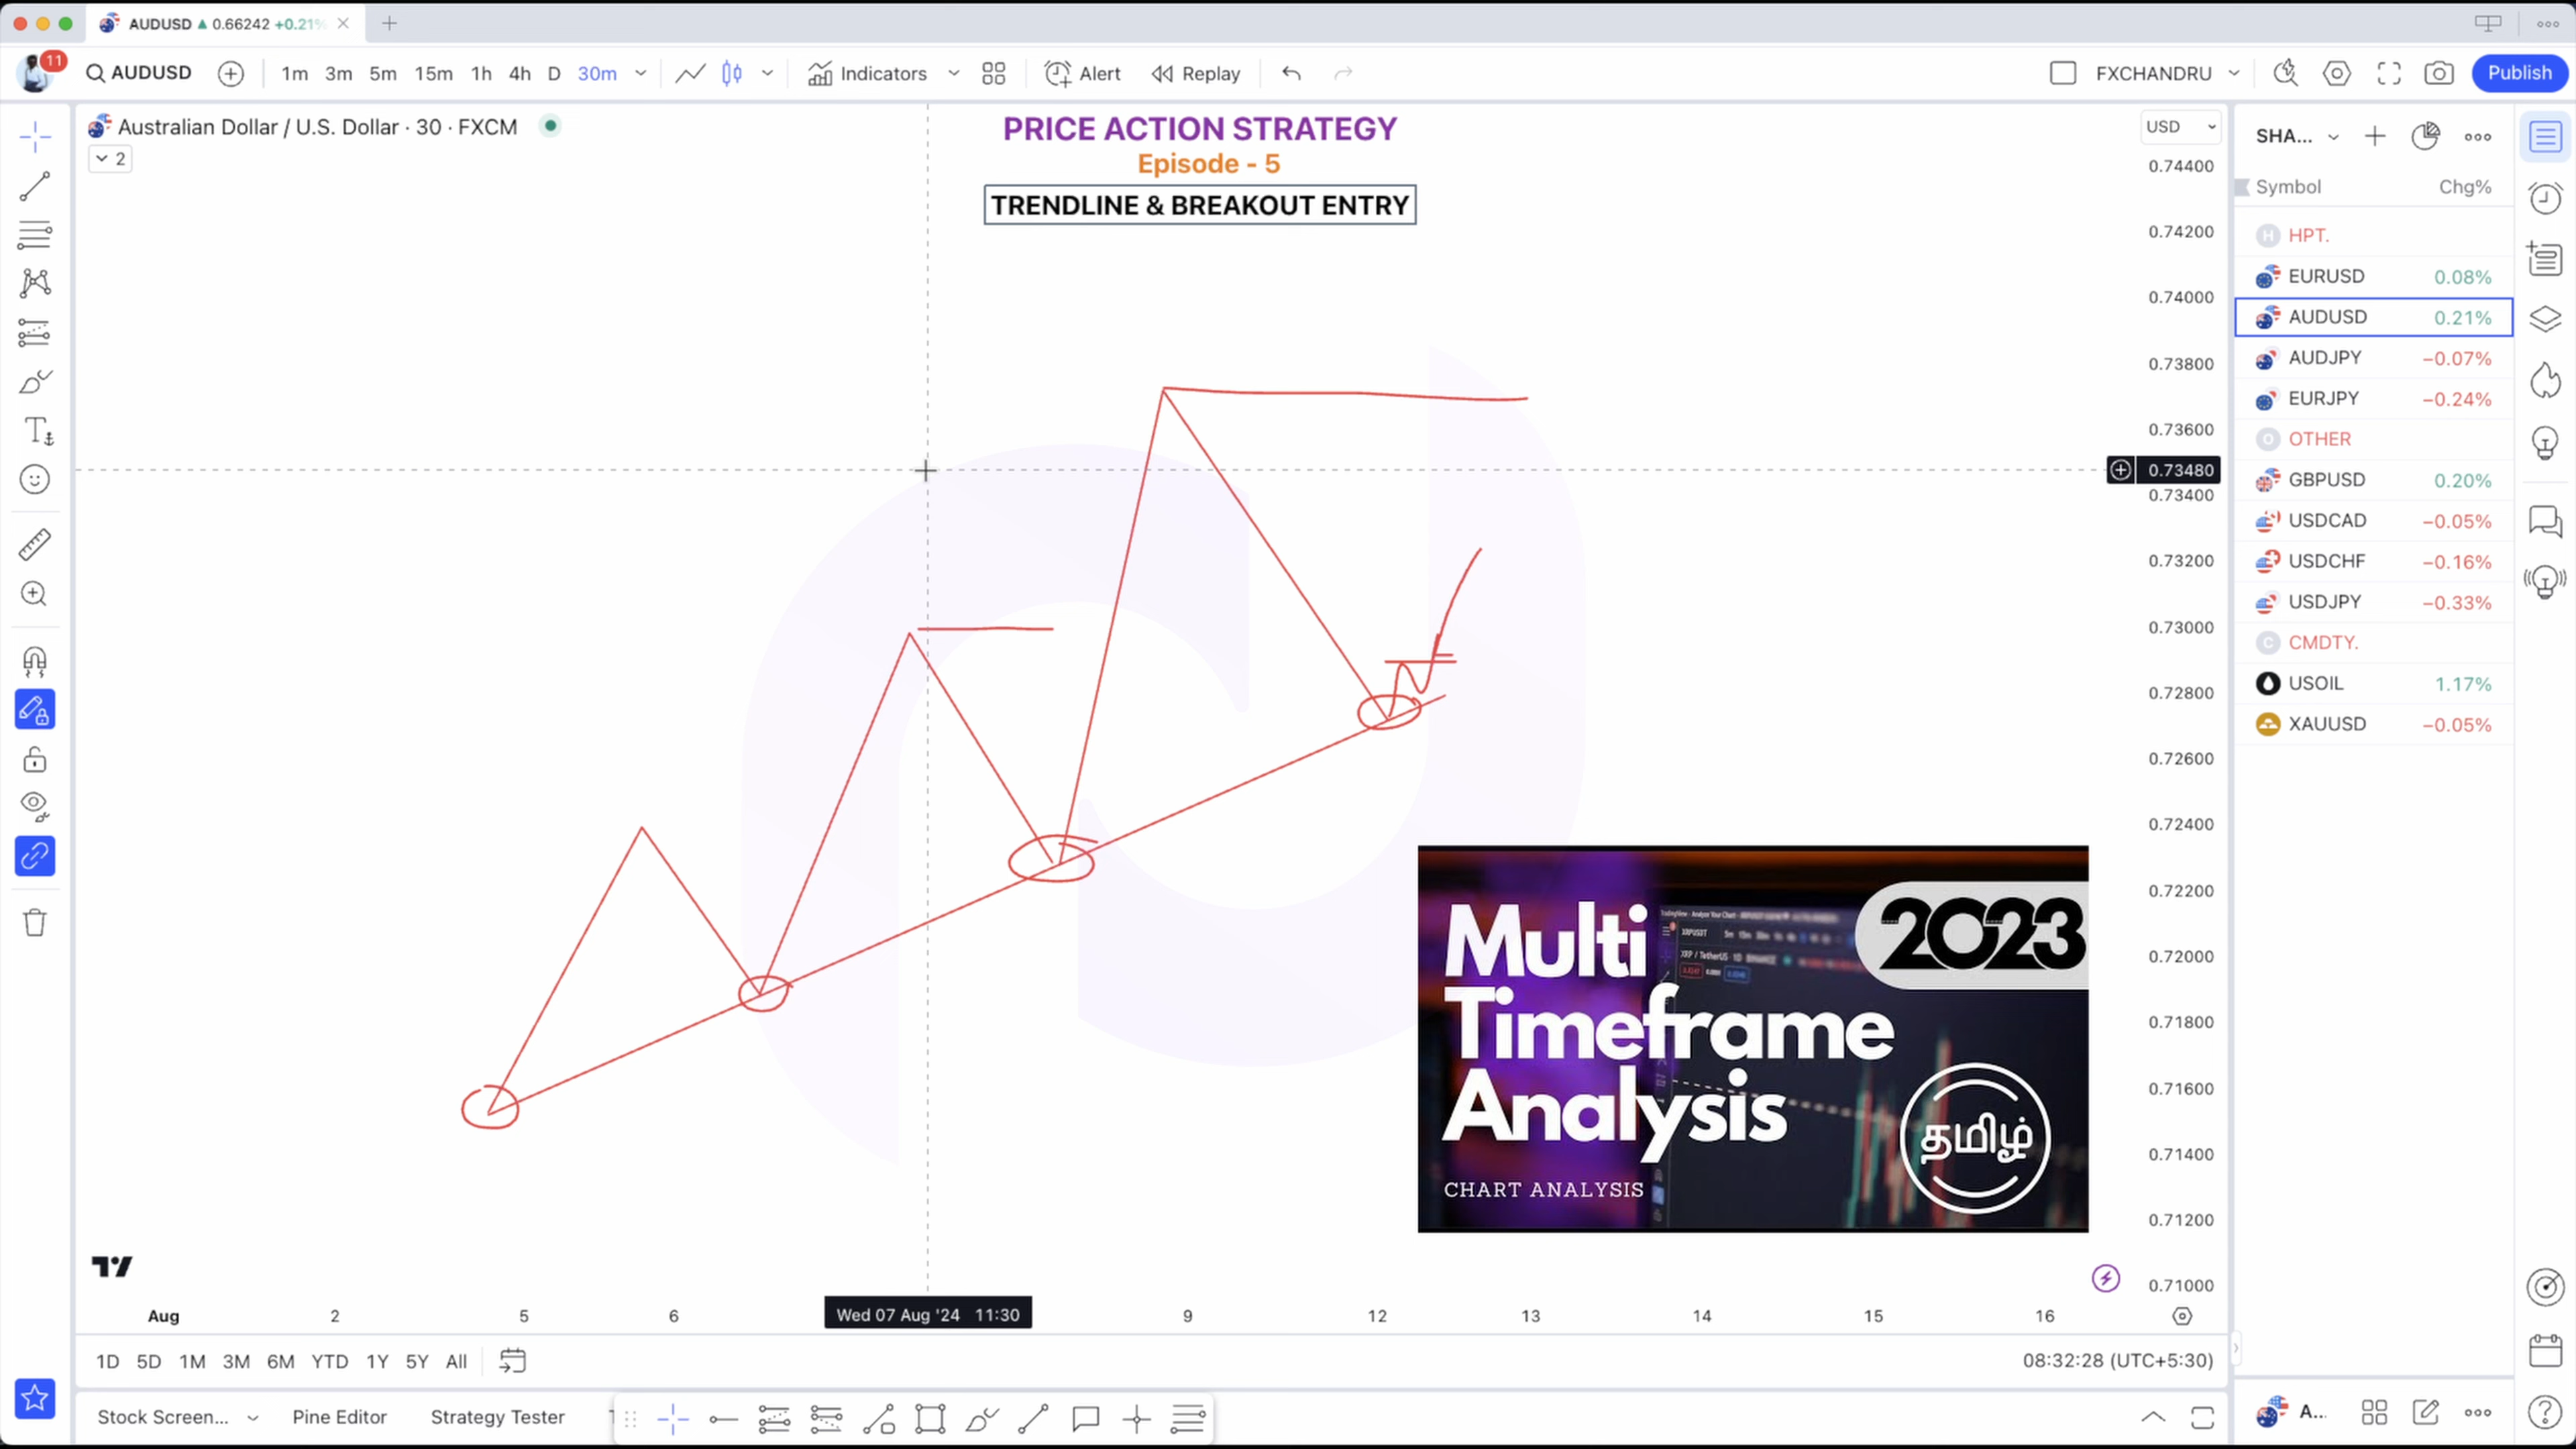 AUDUSD ▲ 0.66242 +0.21%
11
AUDUSD 1m 3m 5m 15m 1h 4h D 30m Indicators Alert Replay FXCHANDRU Publish
Australian Dollar / U.S. Dollar · 30 · FXCM
2
PRICE ACTION STRATEGY
Episode - 5
TRENDLINE & BREAKOUT ENTRY
USD
0.74400
0.74200
0.74000
0.73800
0.73600
0.73480
0.73400
0.73200
0.73000
0.72800
0.72600
0.72400
0.72200
0.72000
0.71800
0.71600
0.71400
0.71200
0.71000
SHA...
Symbol Chg%
H HPT.
EURUSD 0.08%
AUDUSD 0.21%
AUDJPY −0.07%
EURJPY −0.24%
O OTHER
GBPUSD 0.20%
USDCAD −0.05%
USDCHF −0.16%
USDJPY −0.33%
C CMDTY.
USOIL 1.17%
XAUUSD −0.05%
Multi
Timeframe
Analysis
CHART ANALYSIS
2023
தமிழ்
Aug 2 5 6 Wed 07 Aug '24 11:30 9 12 13 14 15 16
1D 5D 1M 3M 6M YTD 1Y 5Y All 08:32:28 (UTC+5:30)
Stock Screen... Pine Editor Strategy Tester
A...